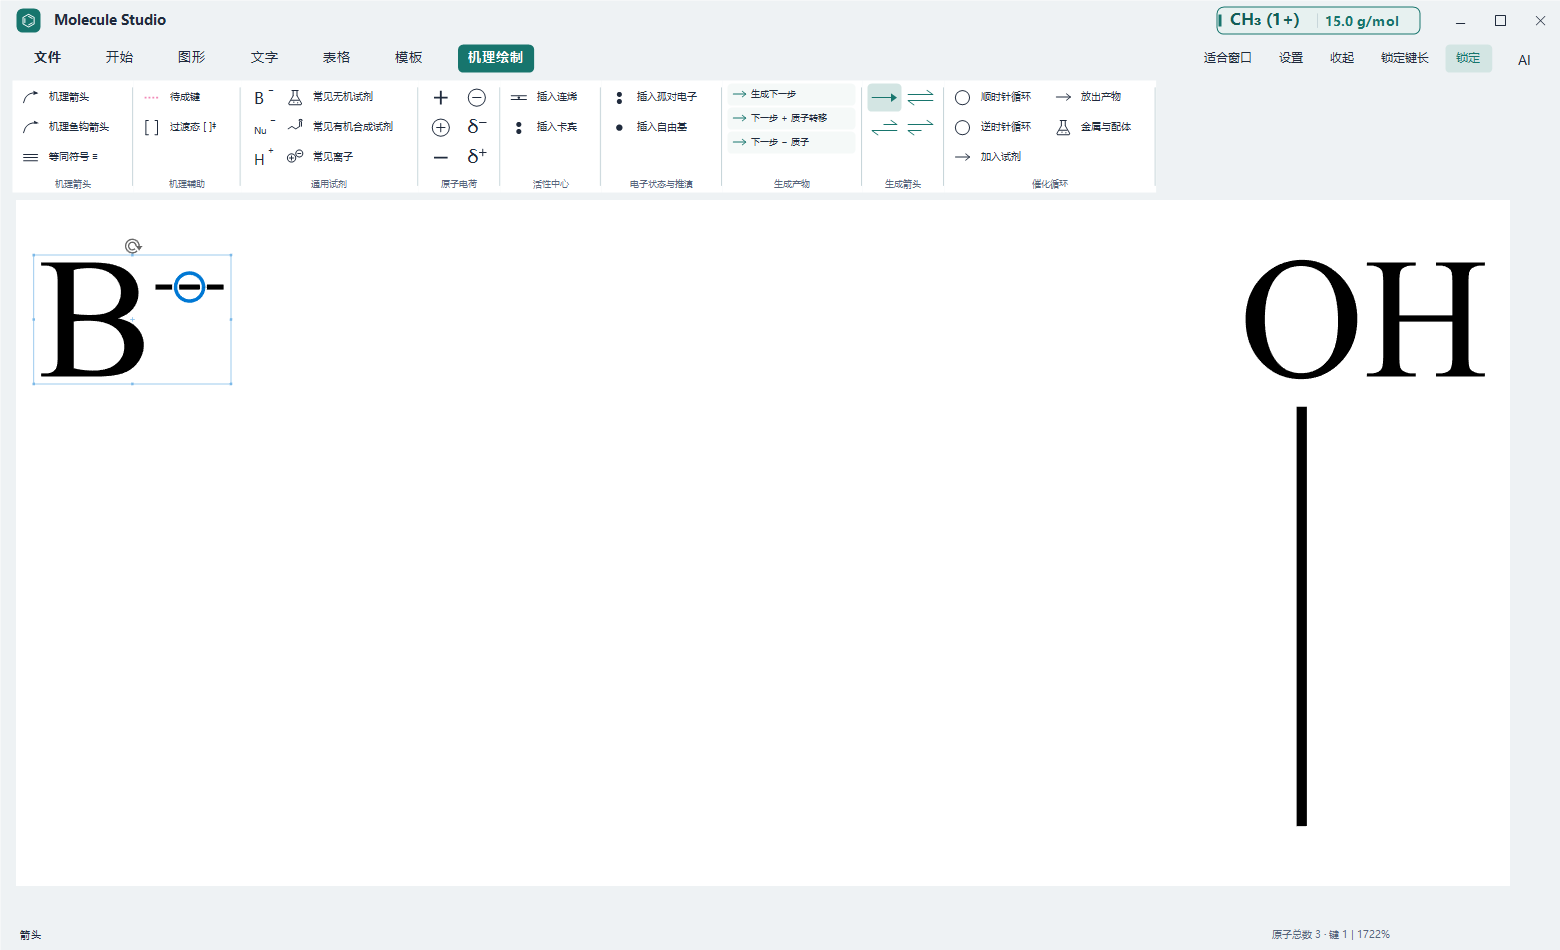 Molecule Studio
CH₃ (1+) 15.0 g/mol
文件 开始 图形 文字 表格 模板 机理绘制 适合窗口 设置 收起 锁定键长 锁定 AI
机理箭头
机理鱼钩箭头
等同符号 ≡
机理箭头
待成键
[ ] 过渡态 [ ]‡
机理辅助
B⁻ 常见无机试剂
Nu⁻ 常见有机合成试剂
H⁺ 常见离子
通用试剂
+ ⊖
⊕ δ⁻
− δ⁺
原子电荷
插入连烯
插入卡宾
活性中心
插入孤对电子
插入自由基
电子状态与推演
生成下一步
下一步 + 质子转移
下一步 − 质子
生成产物
生成箭头
顺时针循环 放出产物
逆时针循环 金属与配体
加入试剂
催化循环
B⁻
OH
箭头
原子总数 3 · 键 1 | 1722%